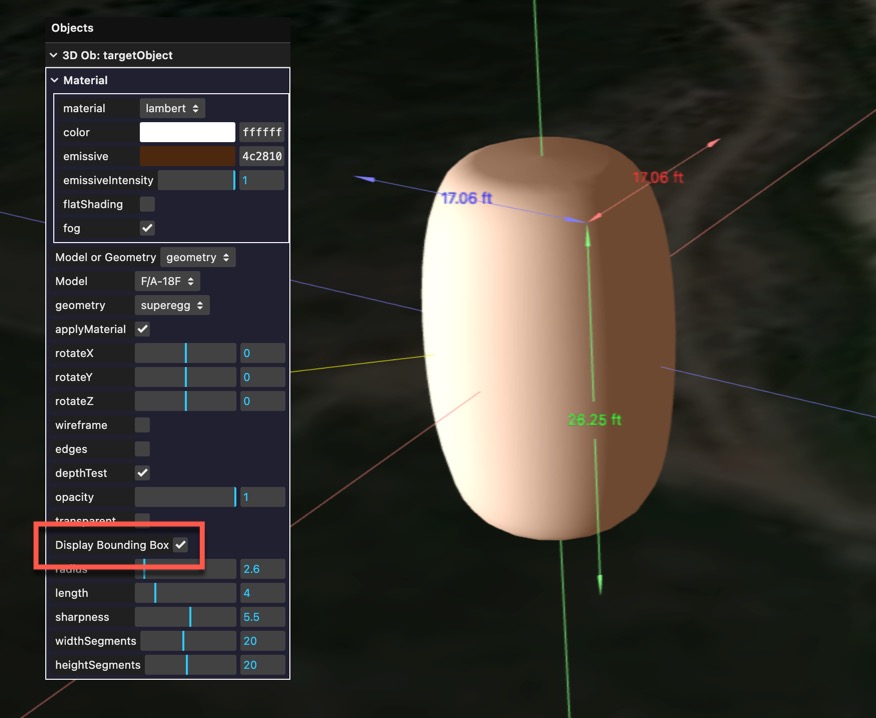 Objects
3D Ob: targetObject
Material
material lambert
color ffffff
emissive 4c2810
emissiveIntensity 1
flatShading
fog
Model or Geometry geometry
Model F/A-18F
geometry superegg
applyMaterial
rotateX 0
rotateY 0
rotateZ 0
wireframe
edges
depthTest
opacity 1
transparent
Display Bounding Box
radius 2.6
length 4
sharpness 5.5
widthSegments 20
heightSegments 20
17.06 ft
17.06 ft
26.25 ft